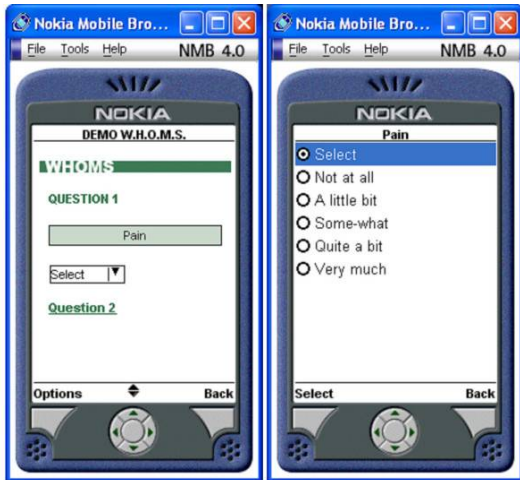 Nokia Mobile Bro...
File Tools Help NMB 4.0
NOKIA
DEMO W.H.O.M.S.
WHOMS
QUESTION 1
Pain
Select
Question 2
Options Back
Nokia Mobile Bro...
File Tools Help NMB 4.0
NOKIA
Pain
Select
Not at all
A little bit
Some-what
Quite a bit
Very much
Select Back